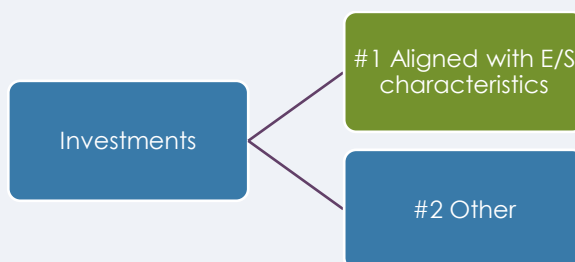 #1 Aligned with E/S
characteristics
Investments
#2 Other